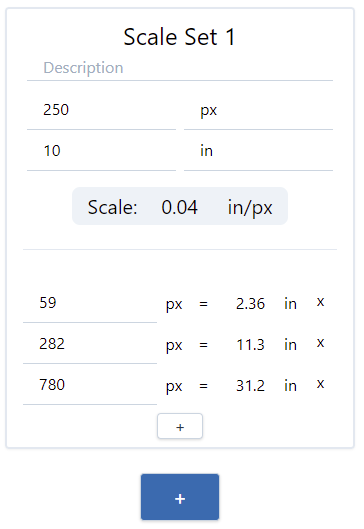 Scale Set 1
Description
250 px
10 in
Scale: 0.04 in/px
59 px = 2.36 in x
282 px = 11.3 in x
780 px = 31.2 in x
+
+